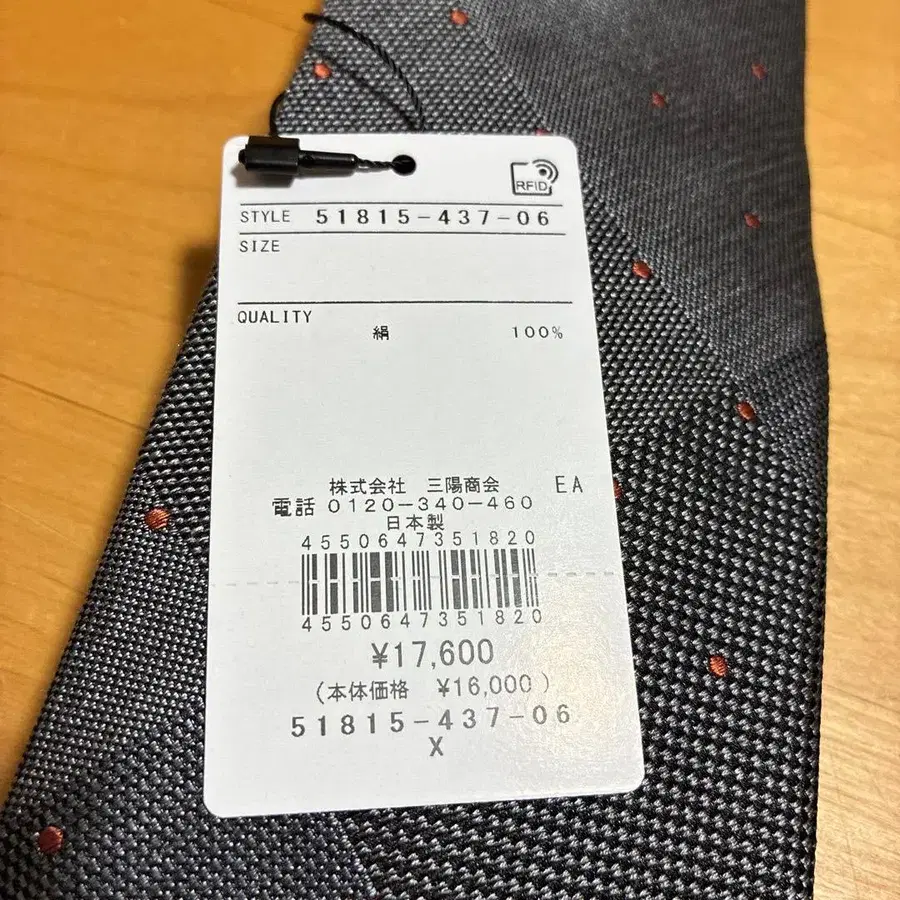 RFID
STYLE 51815-437-06
SIZE
QUALITY
絹 100%
株式会社 三陽商会 EA
電話 0120-340-460
日本製
4550647351820
4550647351820
¥17,600
(本体価格 ¥16,000)
51815-437-06
X